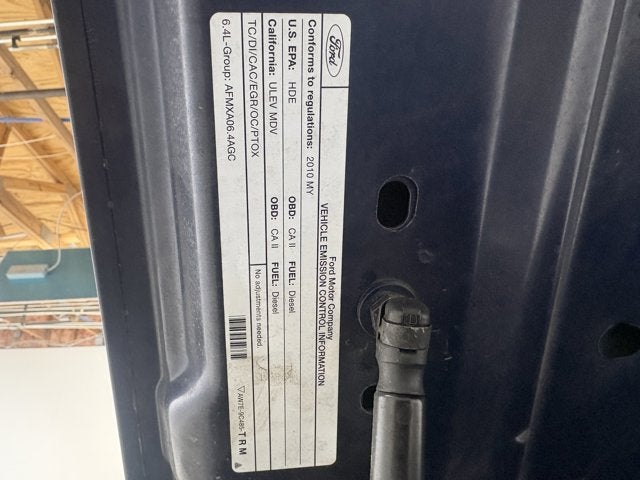 Ford
Ford Motor Company
VEHICLE EMISSION CONTROL INFORMATION
Conforms to regulations: 2010 MY
U.S. EPA: HDE OBD: CA II FUEL: Diesel
California: ULEV MDV OBD: CA II FUEL: Diesel
TC/DI/CAC/EGR/OC/PTOX No adjustments needed.
6.4L-Group: AFMXA06.4AGC
AW7E-9C485-TRM